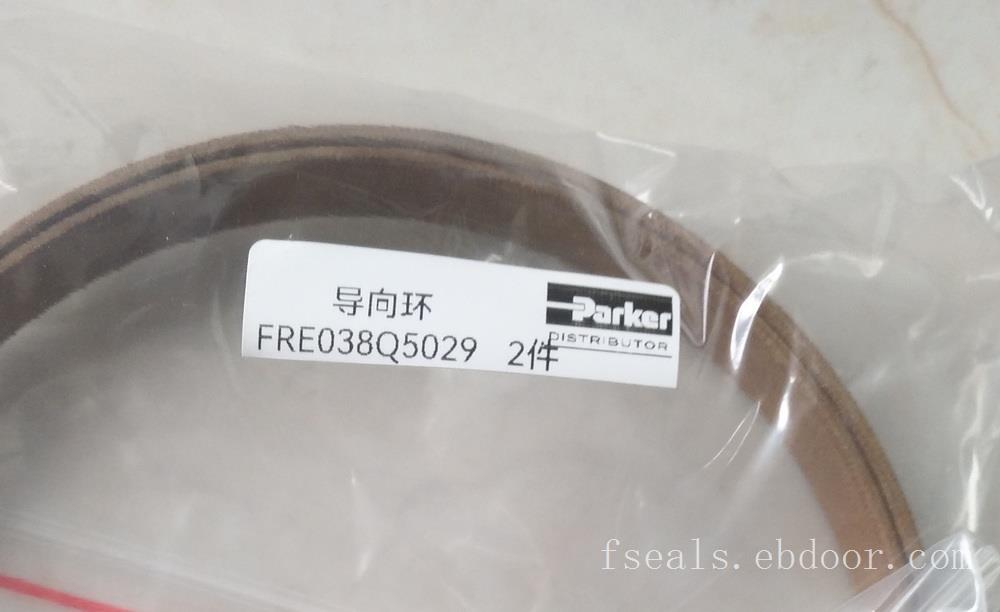 导向环
Parker
DISTRIBUTOR
FRE038Q5029 2件
fseals.ebdoor.com